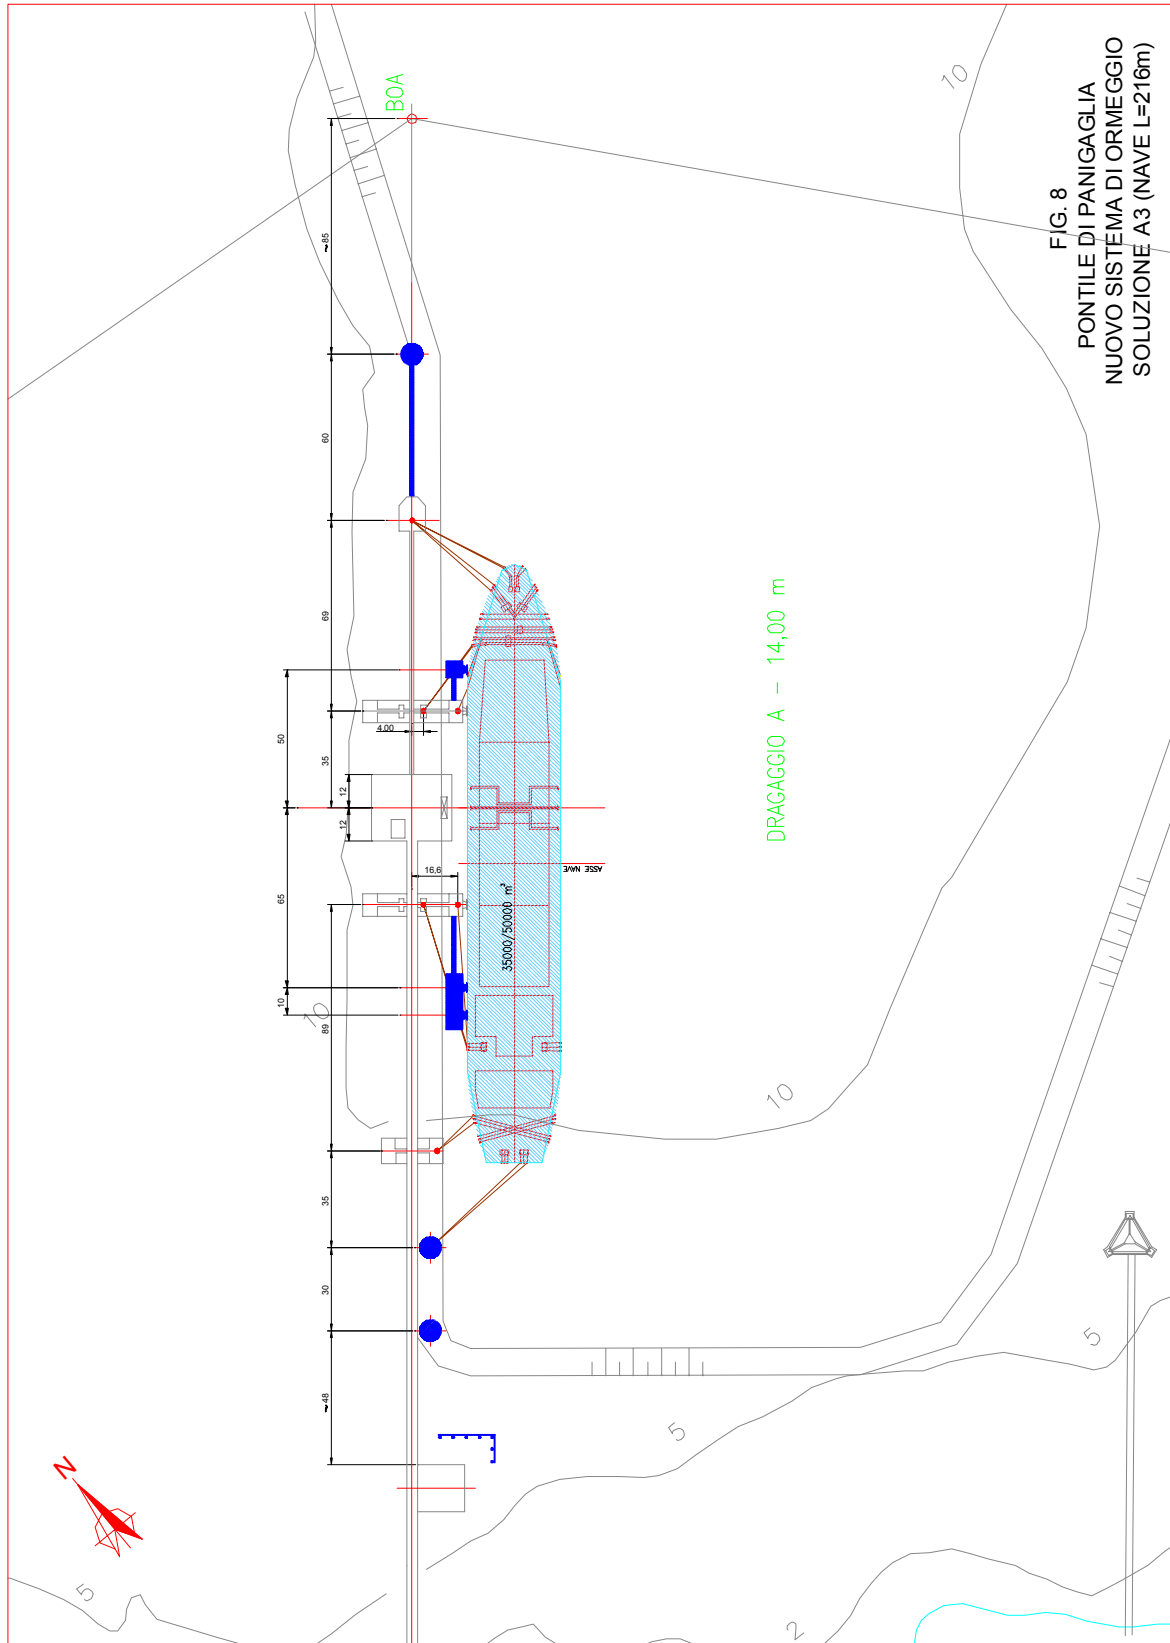 FIG. 8
PONTILE DI PANIGAGLIA
NUOVO SISTEMA DI ORMEGGIO
SOLUZIONE A3 (NAVE L=216m)
BOA
10
~85
60
69
50
4.00
35
12
12
DRAGAGGIO A - 14,00 m
ASSE NAVE
16,6
35000/50000 m³
65
10
89
10
10
35
30
~48
5
5
5
2
N